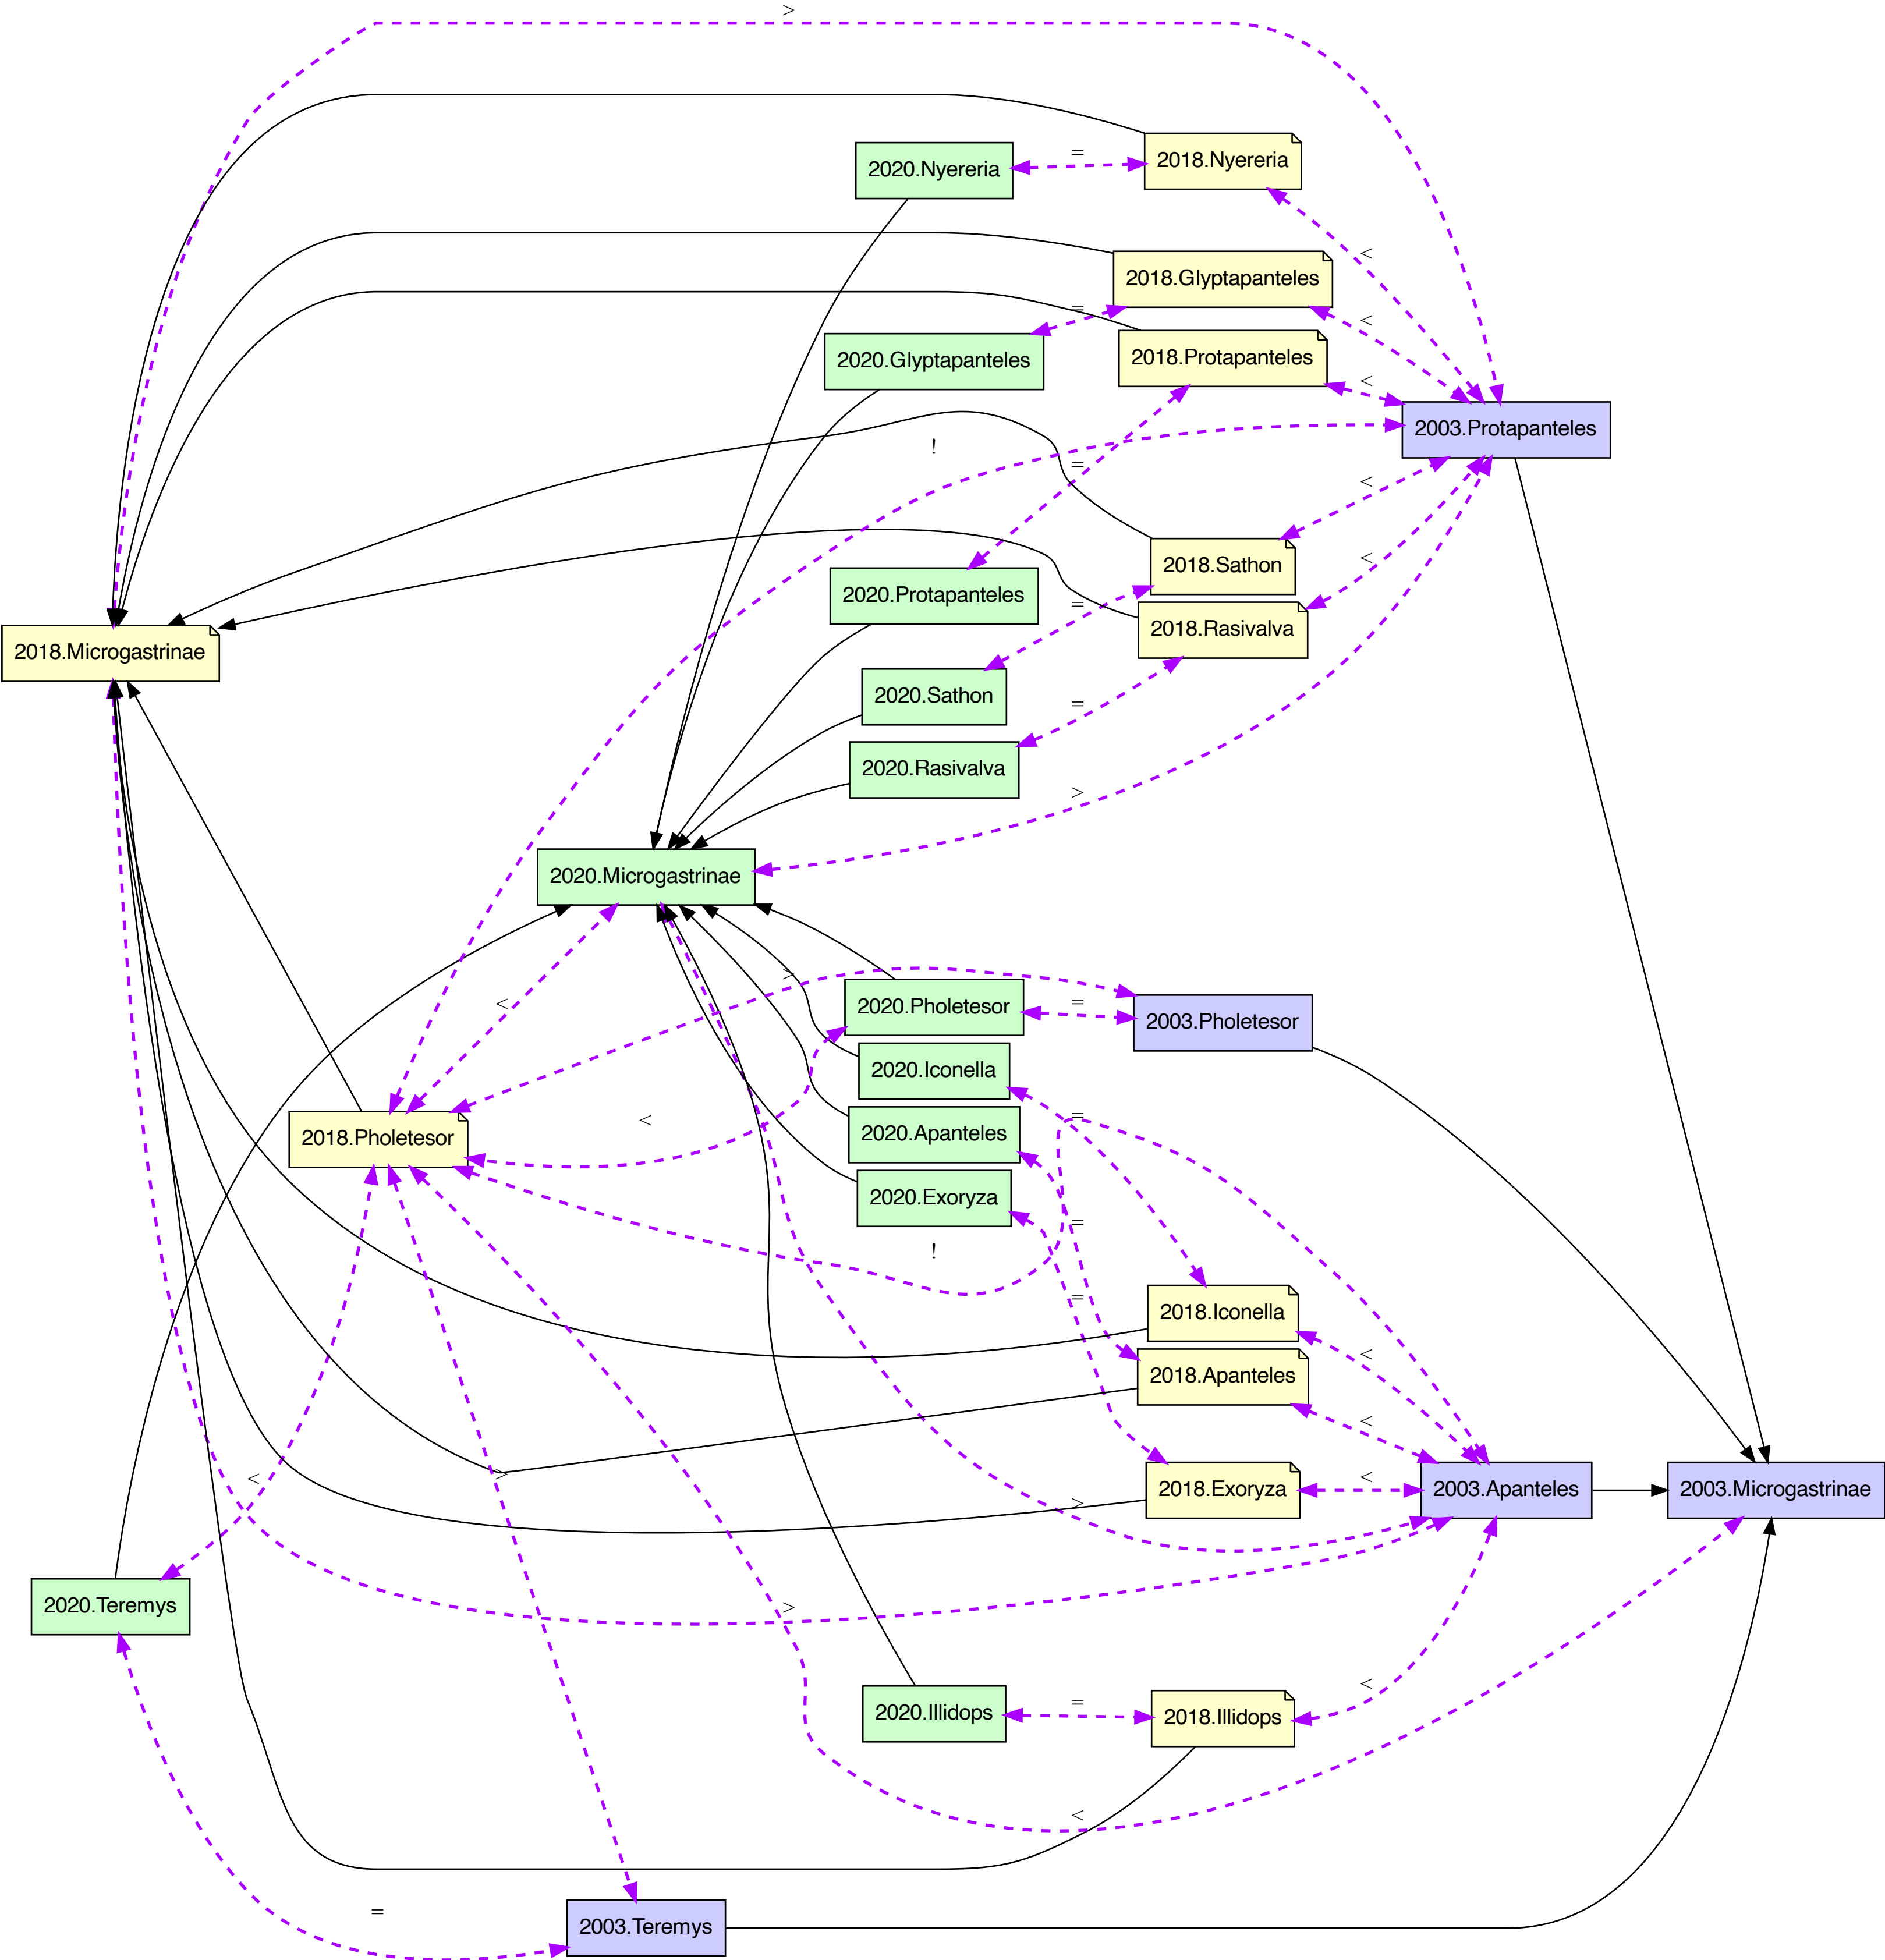 >
2018.Nyereria
=
2020.Nyereria
<
2018.Glyptapanteles
=
<
2020.Glyptapanteles
2018.Protapanteles
<
2003.Protapanteles
!
=
<
2018.Sathon
<
2020.Protapanteles
=
2018.Rasivalva
2018.Microgastrinae
2020.Sathon
=
2020.Rasivalva
>
2020.Microgastrinae
>
<
2020.Pholetesor
=
2003.Pholetesor
2020.Iconella
<
=
2018.Pholetesor
2020.Apanteles
2020.Exoryza
=
!
=
2018.Iconella
<
2018.Apanteles
<
<
>
<
2018.Exoryza
2003.Apanteles
2003.Microgastrinae
>
2020.Teremys
>
<
2020.Illidops
=
2018.Illidops
<
=
2003.Teremys